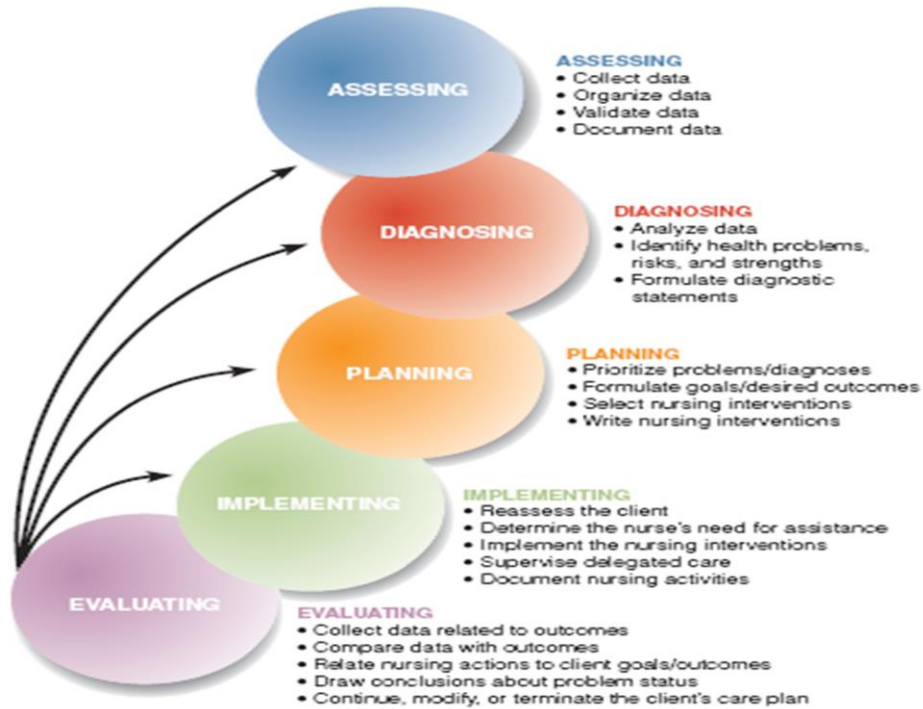 ASSESSING
ASSESSING
• Collect data
• Organize data
• Validate data
• Document data
DIAGNOSING
DIAGNOSING
• Analyze data
• Identify health problems,
risks, and strengths
• Formulate diagnostic
statements
PLANNING
PLANNING
• Prioritize problems/diagnoses
• Formulate goals/desired outcomes
• Select nursing interventions
• Write nursing interventions
IMPLEMENTING
IMPLEMENTING
• Reassess the client
• Determine the nurse's need for assistance
• Implement the nursing interventions
• Supervise delegated care
• Document nursing activities
EVALUATING
EVALUATING
• Collect data related to outcomes
• Compare data with outcomes
• Relate nursing actions to client goals/outcomes
• Draw conclusions about problem status
• Continue, modify, or terminate the client's care plan